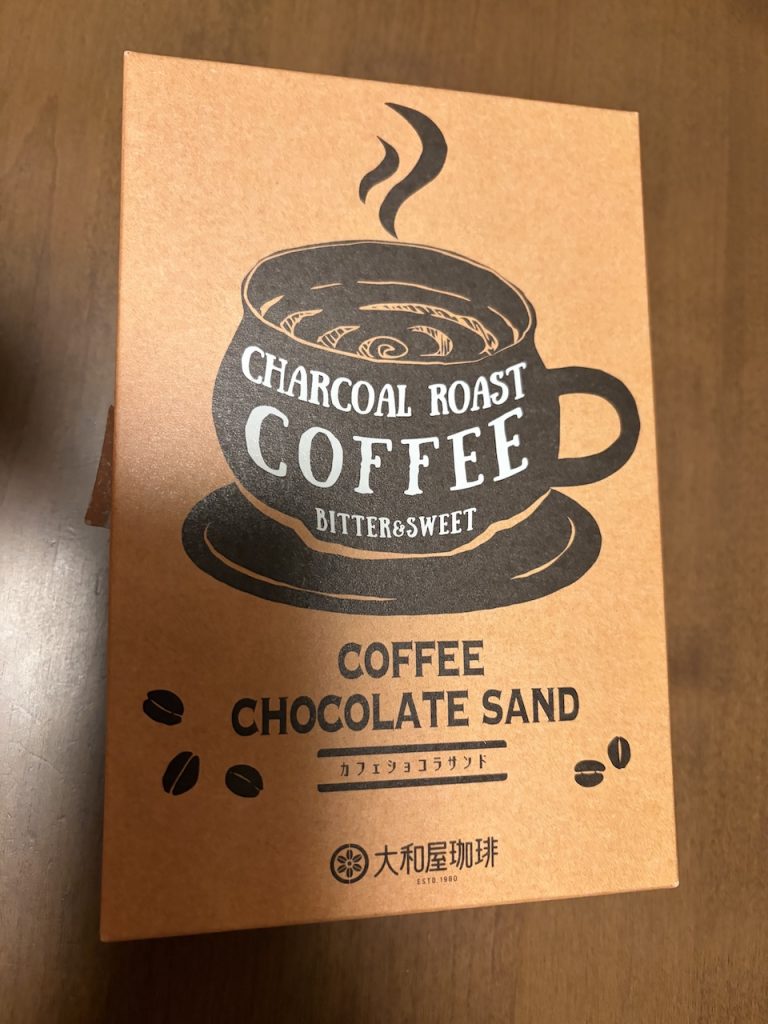 CHARCOAL ROAST
COFFEE
BITTER&SWEET
COFFEE
CHOCOLATE SAND
カフェショコラサンド
大和屋珈琲
ESTD.1980